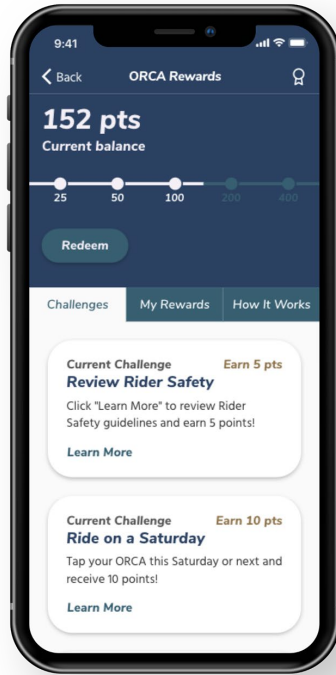 9:41
Back
ORCA Rewards
152 pts
Current balance
25 50 100 200 400
Redeem
Challenges My Rewards How It Works
Current Challenge Earn 5 pts
Review Rider Safety
Click "Learn More" to review Rider
Safety guidelines and earn 5 points!
Learn More
Current Challenge Earn 10 pts
Ride on a Saturday
Tap your ORCA this Saturday or next and
receive 10 points!
Learn More